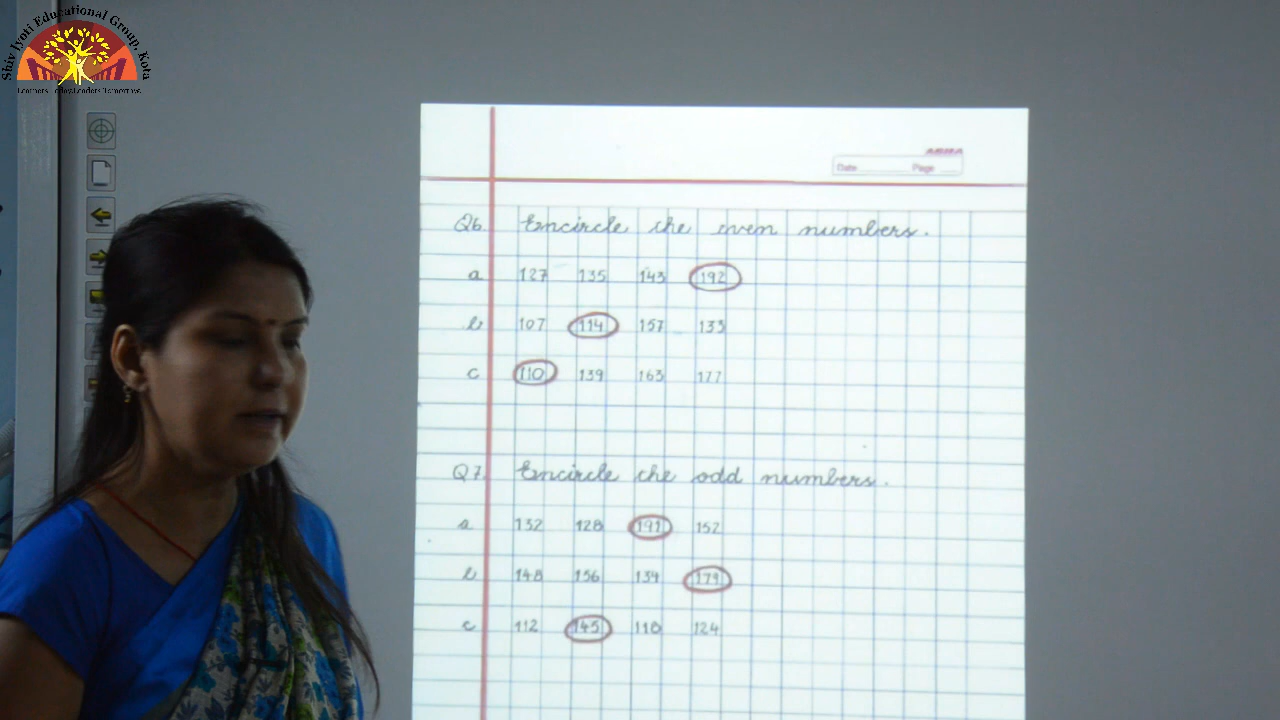 Shiv Jyoti Educational Group, Kota
Date Page
Q6. Encircle the even numbers.
a 127 135 143 192
b 107 114 157 133
c 110 139 163 177
Q7. Encircle the odd numbers.
a 132 128 191 152
b 148 156 134 179
c 112 145 118 124